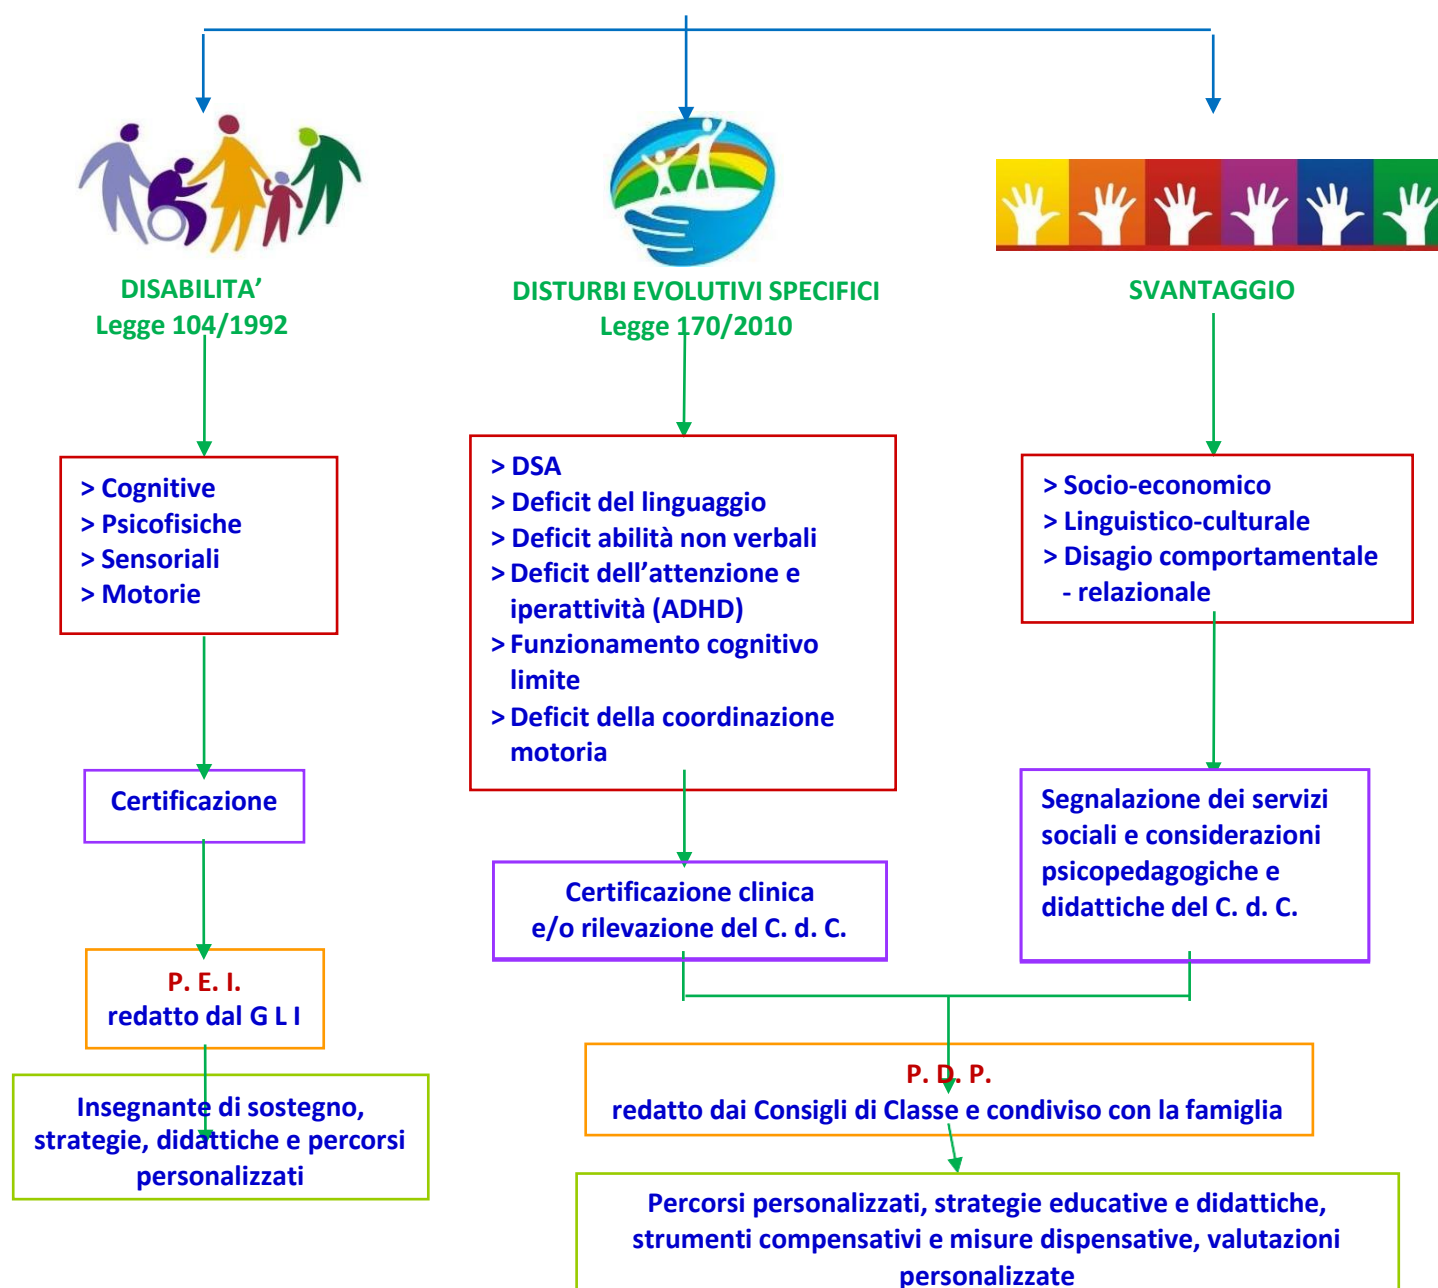 DISABILITA’
Legge 104/1992
> Cognitive
> Psicofisiche
> Sensoriali
> Motorie
Certificazione
P. E. I.
redatto dal G L I
Insegnante di sostegno,
strategie, didattiche e percorsi
personalizzati
DISTURBI EVOLUTIVI SPECIFICI
Legge 170/2010
> DSA
> Deficit del linguaggio
> Deficit abilità non verbali
> Deficit dell’attenzione e
iperattività (ADHD)
> Funzionamento cognitivo
limite
> Deficit della coordinazione
motoria
Certificazione clinica
e/o rilevazione del C. d. C.
SVANTAGGIO
> Socio-economico
> Linguistico-culturale
> Disagio comportamentale
- relazionale
Segnalazione dei servizi
sociali e considerazioni
psicopedagogiche e
didattiche del C. d. C.
P. D. P.
redatto dai Consigli di Classe e condiviso con la famiglia
Percorsi personalizzati, strategie educative e didattiche,
strumenti compensativi e misure dispensative, valutazioni
personalizzate